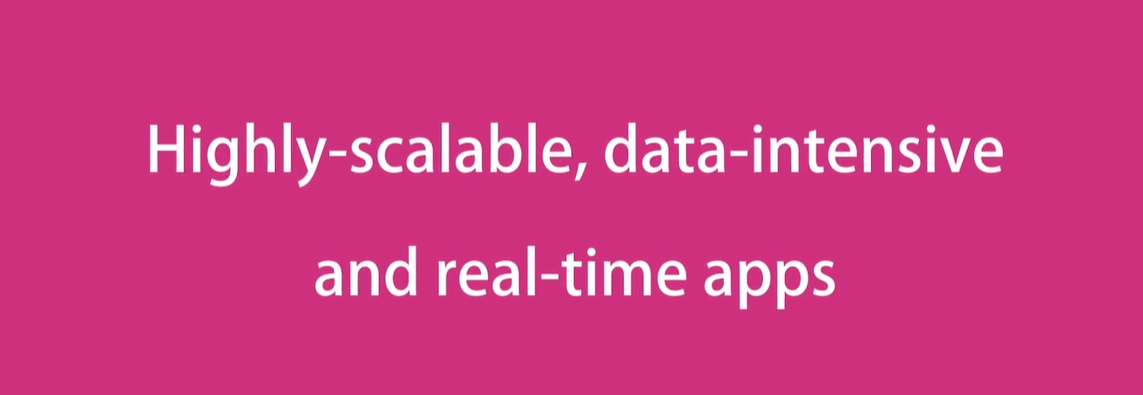 Highly-scalable, data-intensive
and real-time apps